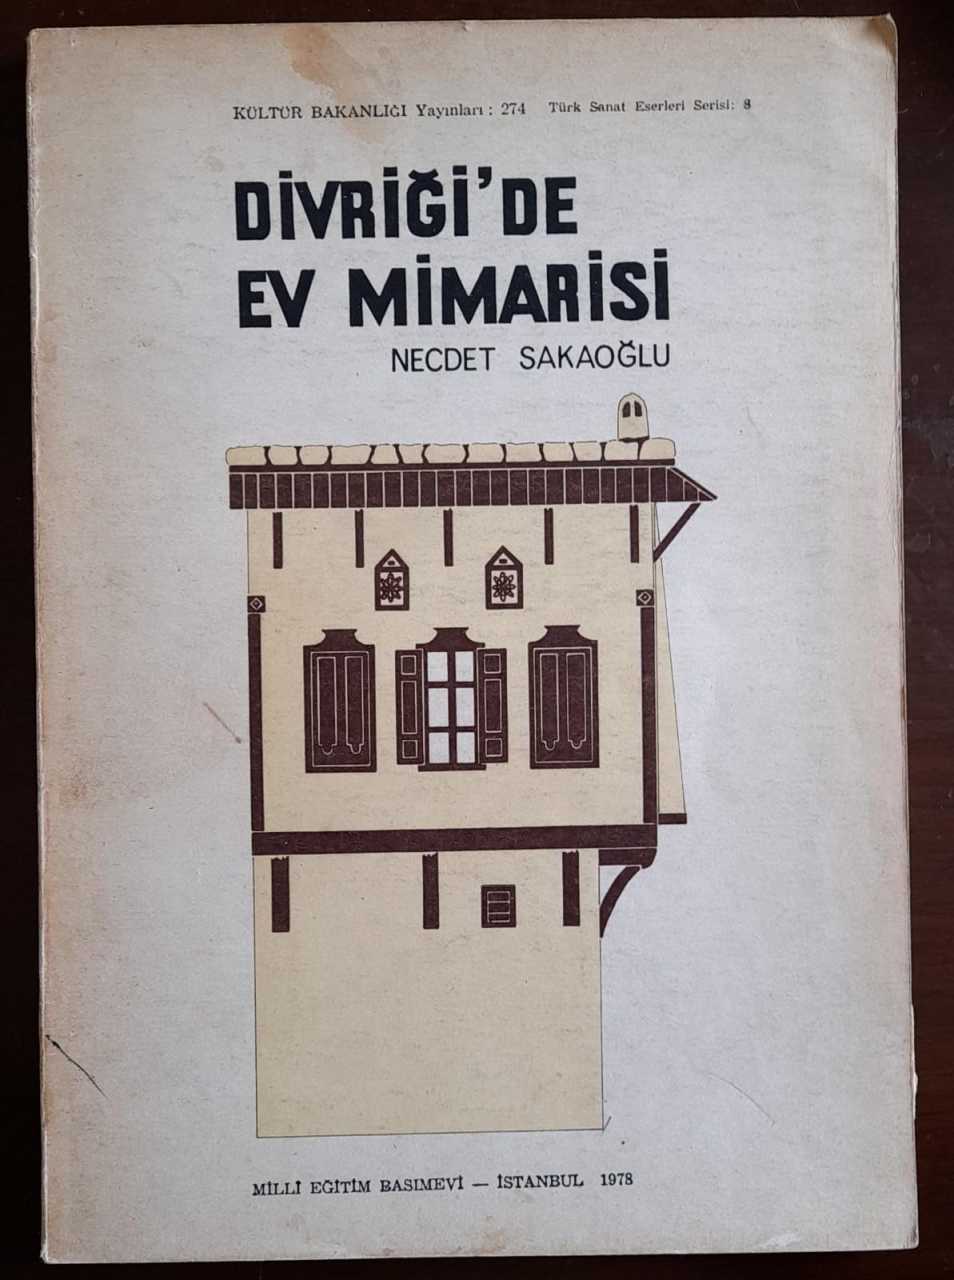 KÜLTÜR BAKANLIĞI Yayınları : 274 Türk Sanat Eserleri Serisi: 8
DİVRİĞİ'DE
EV MİMARİSİ
NECDET SAKAOĞLU
MİLLÎ EĞİTİM BASIMEVİ — İSTANBUL 1978